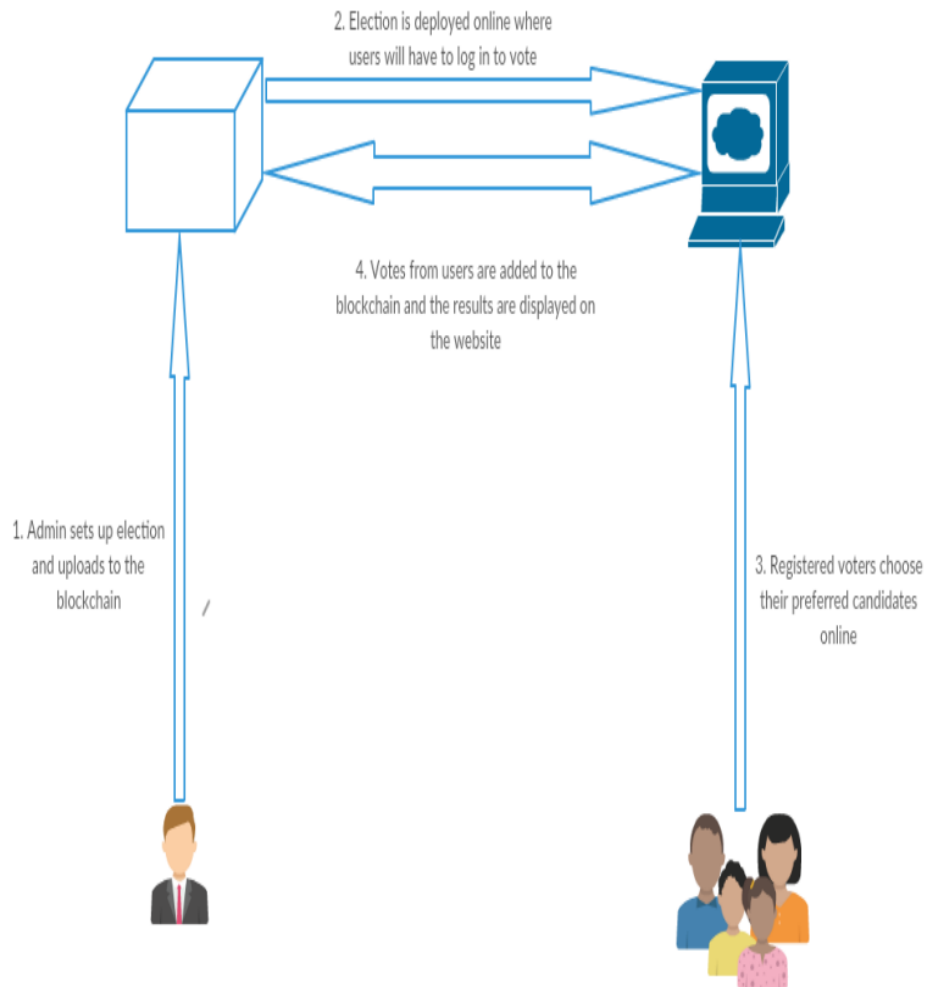 2. Election is deployed online where
users will have to log in to vote
4. Votes from users are added to the
blockchain and the results are displayed on
the website
1. Admin sets up election
and uploads to the
blockchain
3. Registered voters choose
their preferred candidates
online